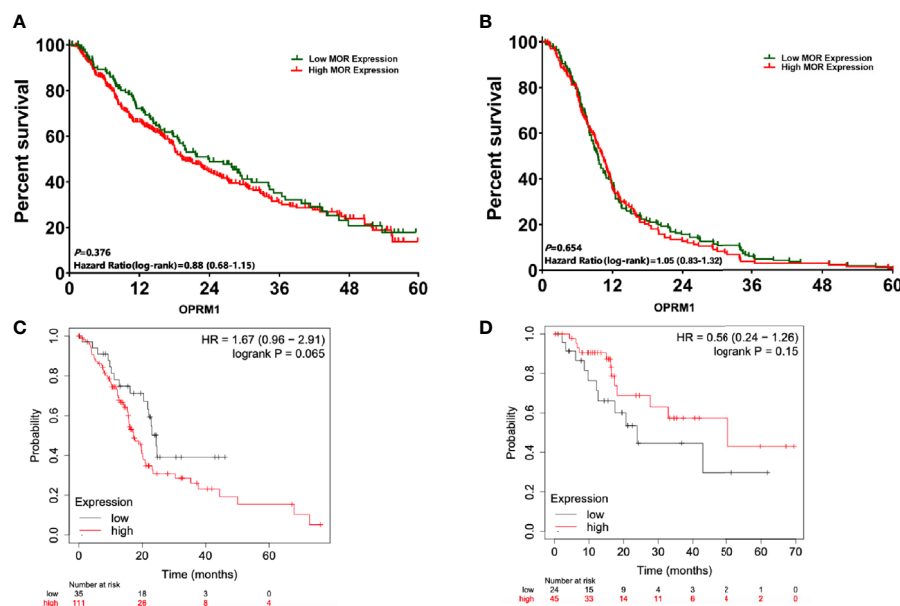 A
Percent survival
100
80
60
40
20
0
0 12 24 36 48 60
OPRM1
Low MOR Expression
High MOR Expression
P=0.376
Hazard Ratio(log-rank)=0.88 (0.68-1.15)
B
Percent survival
100
80
60
40
20
0
0 12 24 36 48 60
OPRM1
Low MOR Expression
High MOR Expression
P=0.654
Hazard Ratio(log-rank)=1.05 (0.83-1.32)
C
HR = 1.67 (0.96 − 2.91)
logrank P = 0.065
Probability
1.0
0.8
0.6
0.4
0.2
0.0
Expression
low
high
0 20 40 60
Time (months)
Number at risk
low 35 18 3 0
high 111 26 8 4
D
HR = 0.56 (0.24 − 1.26)
logrank P = 0.15
Probability
1.0
0.8
0.6
0.4
0.2
0.0
Expression
low
high
0 10 20 30 40 50 60 70
Time (months)
Number at risk
low 24 15 9 4 3 2 1 0
high 45 33 14 11 6 4 2 0